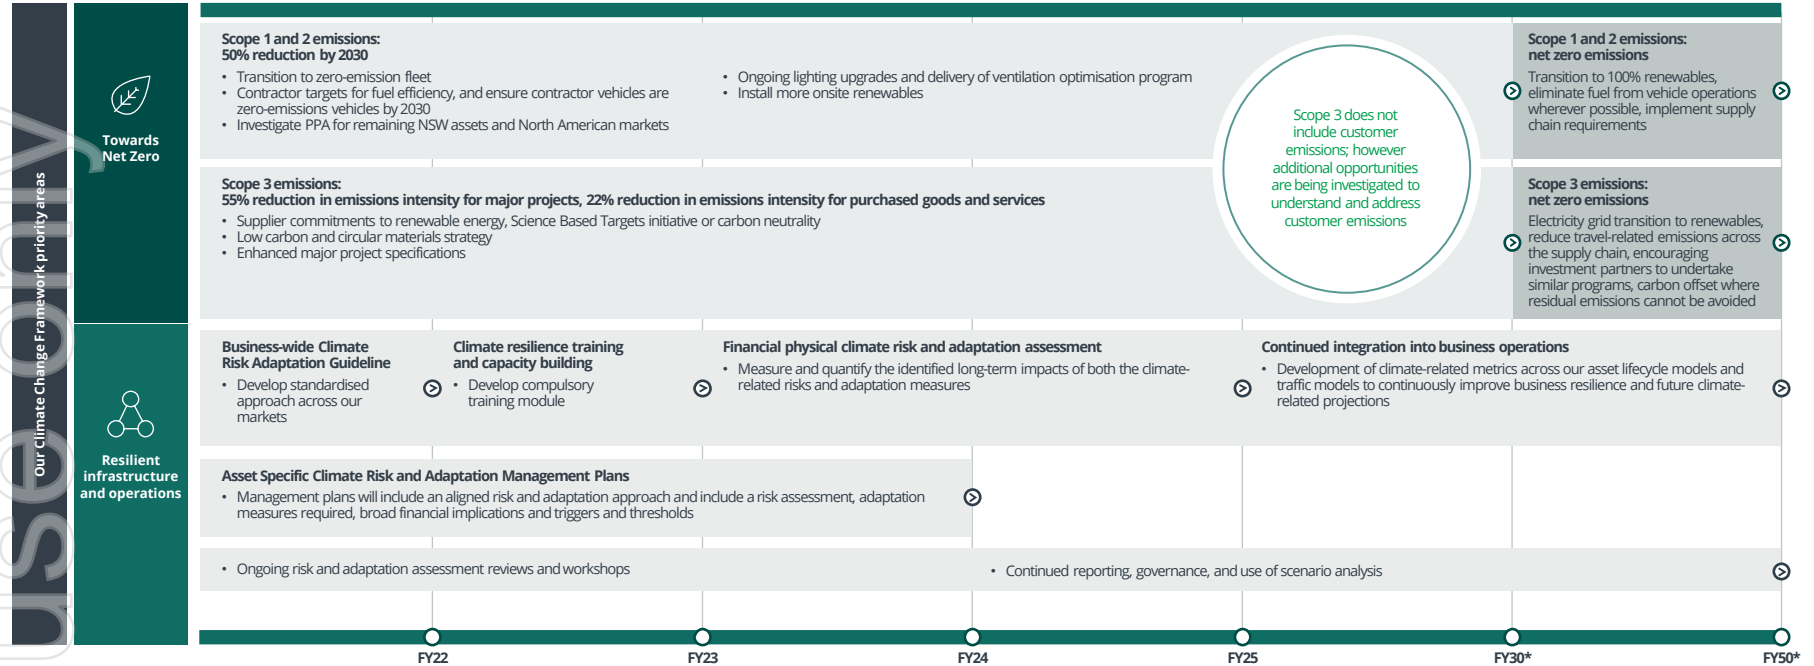 Our Climate Change Framework priority areas
Towards
Net Zero
Scope 1 and 2 emissions:
50% reduction by 2030
• Transition to zero-emission fleet
• Contractor targets for fuel efficiency, and ensure contractor vehicles are
zero-emissions vehicles by 2030
• Investigate PPA for remaining NSW assets and North American markets
• Ongoing lighting upgrades and delivery of ventilation optimisation program
• Install more onsite renewables
Scope 1 and 2 emissions:
net zero emissions
Transition to 100% renewables,
eliminate fuel from vehicle operations
wherever possible, implement supply
chain requirements
Scope 3 does not
include customer
emissions; however
additional opportunities
are being investigated to
understand and address
customer emissions
Scope 3 emissions:
55% reduction in emissions intensity for major projects, 22% reduction in emissions intensity for purchased goods and services
• Supplier commitments to renewable energy, Science Based Targets initiative or carbon neutrality
• Low carbon and circular materials strategy
• Enhanced major project specifications
Scope 3 emissions:
net zero emissions
Electricity grid transition to renewables,
reduce travel-related emissions across
the supply chain, encouraging
investment partners to undertake
similar programs, carbon offset where
residual emissions cannot be avoided
Resilient
infrastructure
and operations
Business-wide Climate
Risk Adaptation Guideline
• Develop standardised
approach across our
markets
Climate resilience training
and capacity building
• Develop compulsory
training module
Financial physical climate risk and adaptation assessment
• Measure and quantify the identified long-term impacts of both the climate-
related risks and adaptation measures
Continued integration into business operations
• Development of climate-related metrics across our asset lifecycle models and
traffic models to continuously improve business resilience and future climate-
related projections
Asset Specific Climate Risk and Adaptation Management Plans
• Management plans will include an aligned risk and adaptation approach and include a risk assessment, adaptation
measures required, broad financial implications and triggers and thresholds
• Ongoing risk and adaptation assessment reviews and workshops
• Continued reporting, governance, and use of scenario analysis
FY22
FY23
FY24
FY25
FY30*
FY50*
use only